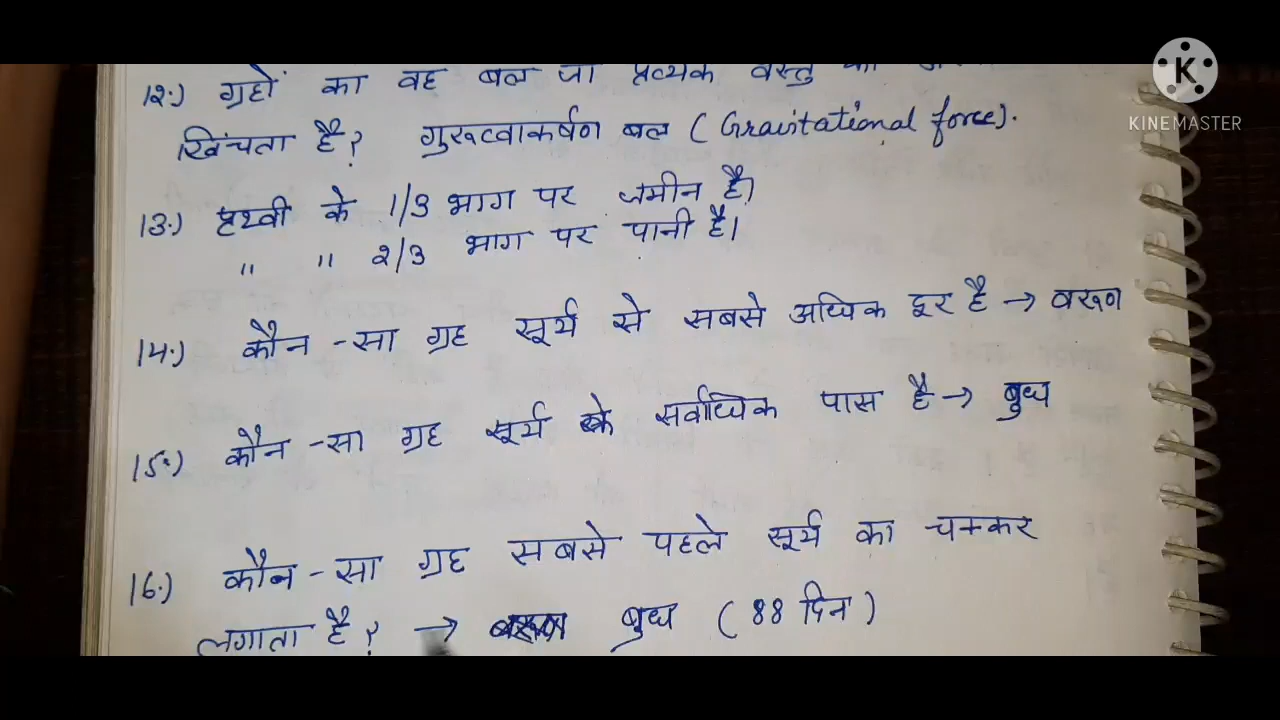 12.) ग्रहों का वह बल जो प्रत्येक वस्तु को
खिंचता है? गुरुत्वाकर्षण बल (Gravitational force).
13.) पृथ्वी के 1/3 भाग पर जमीन है।
" " 2/3 भाग पर पानी है।
14.) कौन-सा ग्रह सूर्य से सबसे अधिक दूर है → वरूण
15.) कौन-सा ग्रह सूर्य के सर्वाधिक पास है → बुध
16.) कौन-सा ग्रह सबसे पहले सूर्य का चक्कर
लगाता है? → बुध (88 दिन)
K
KINEMASTER